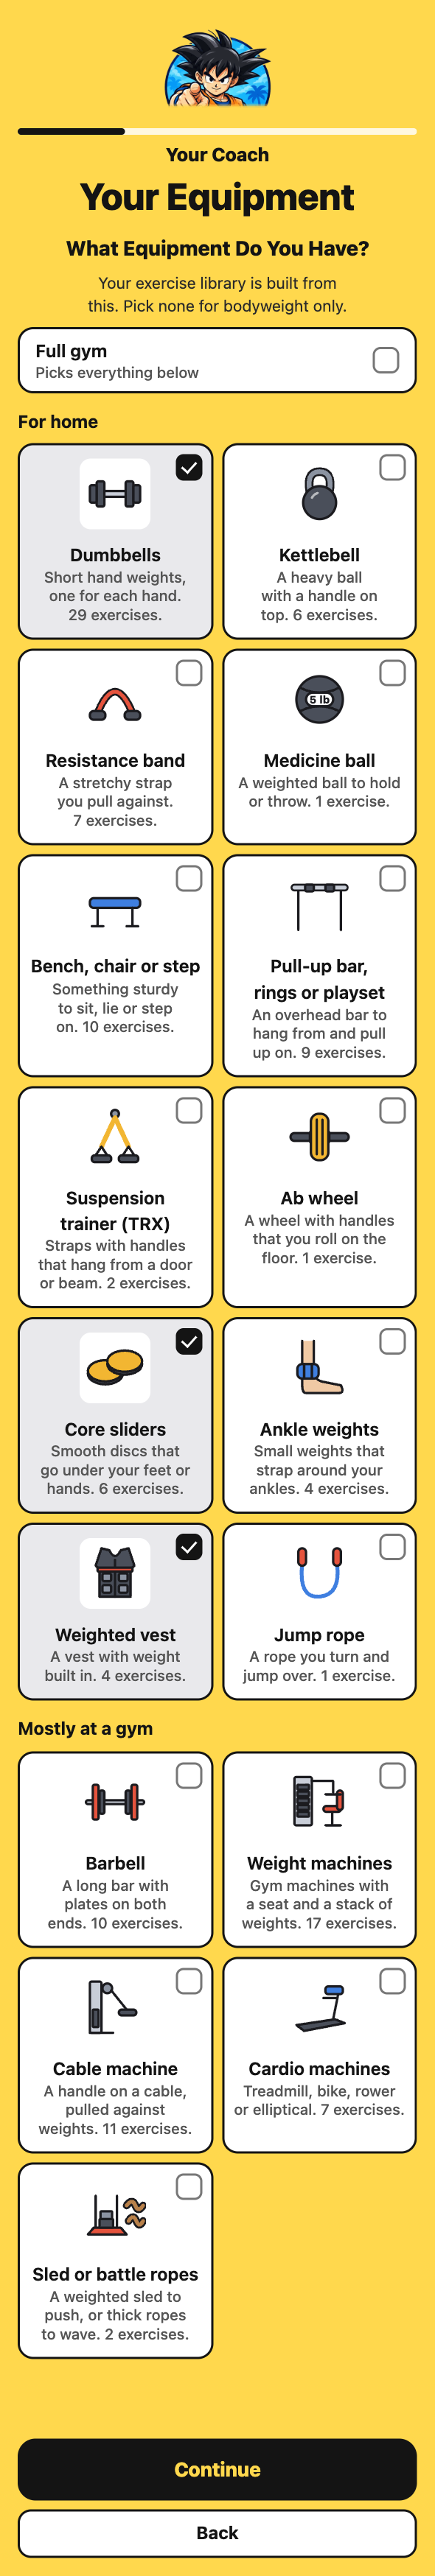 Your Coach
Your Equipment
What Equipment Do You Have?
Your exercise library is built from
this. Pick none for bodyweight only.
Full gym
Picks everything below
For home
Dumbbells
Short hand weights,
one for each hand.
29 exercises.
Kettlebell
A heavy ball
with a handle on
top. 6 exercises.
Resistance band
A stretchy strap
you pull against.
7 exercises.
5 lb
Medicine ball
A weighted ball to hold
or throw. 1 exercise.
Bench, chair or step
Something sturdy
to sit, lie or step
on. 10 exercises.
Pull-up bar,
rings or playset
An overhead bar to
hang from and pull
up on. 9 exercises.
Suspension
trainer (TRX)
Straps with handles
that hang from a door
or beam. 2 exercises.
Ab wheel
A wheel with handles
that you roll on the
floor. 1 exercise.
Core sliders
Smooth discs that
go under your feet or
hands. 6 exercises.
Ankle weights
Small weights that
strap around your
ankles. 4 exercises.
Weighted vest
A vest with weight
built in. 4 exercises.
Jump rope
A rope you turn and
jump over. 1 exercise.
Mostly at a gym
Barbell
A long bar with
plates on both
ends. 10 exercises.
Weight machines
Gym machines with
a seat and a stack of
weights. 17 exercises.
Cable machine
A handle on a cable,
pulled against
weights. 11 exercises.
Cardio machines
Treadmill, bike, rower
or elliptical. 7 exercises.
Sled or battle ropes
A weighted sled to
push, or thick ropes
to wave. 2 exercises.
Continue
Back